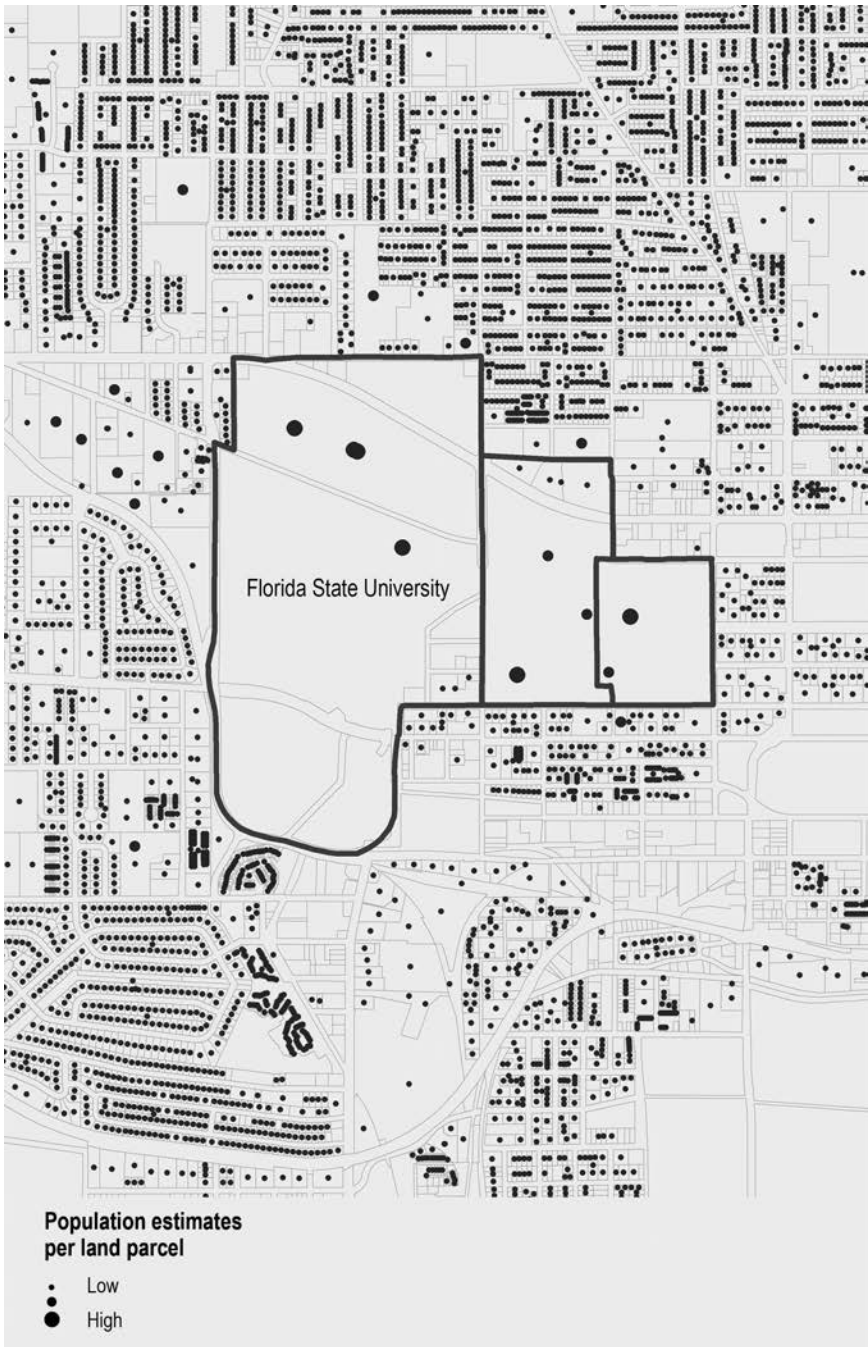 Florida State University
Population estimates
per land parcel
Low
High